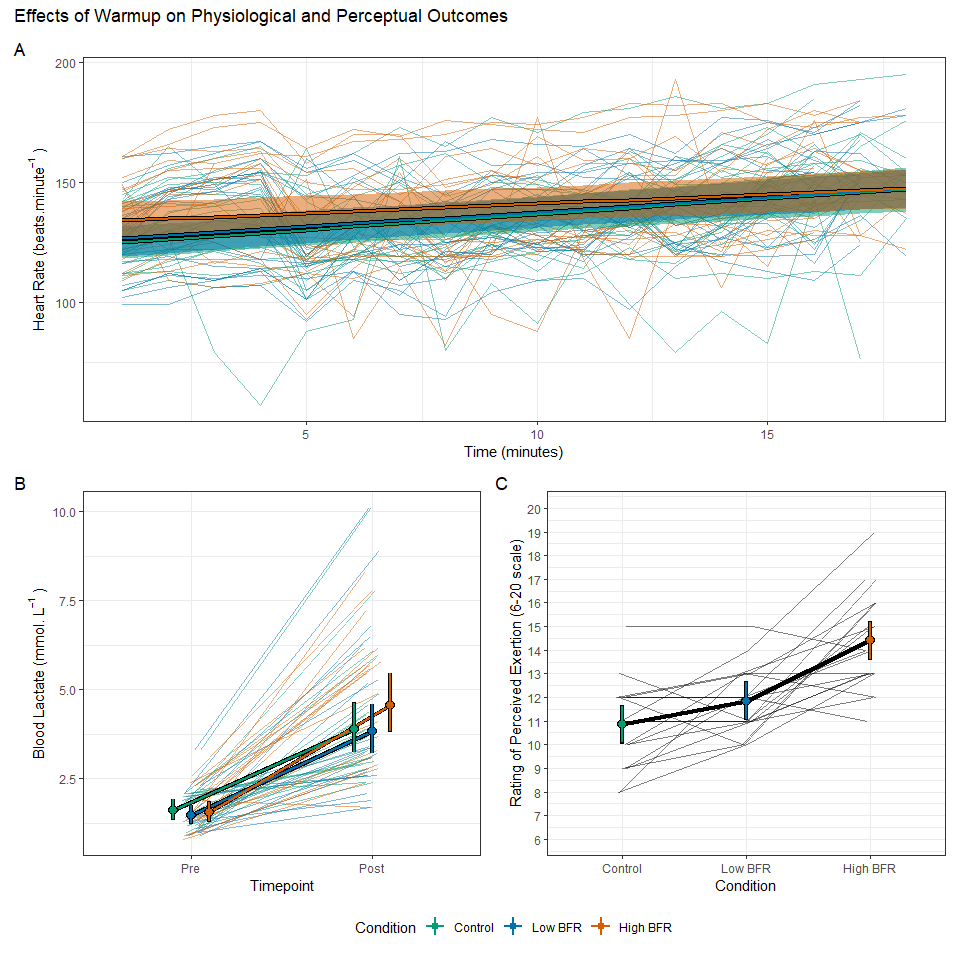 Effects of Warmup on Physiological and Perceptual Outcomes
A
Heart Rate (beats minute⁻¹ )
200
150
100
5 10 15
Time (minutes)
B
Blood Lactate (mmol. L⁻¹ )
10.0
7.5
5.0
2.5
Pre Post
Timepoint
C
Rating of Perceived Exertion (6-20 scale)
20
19
18
17
16
15
14
13
12
11
10
9
8
7
6
Control Low BFR High BFR
Condition
Condition Control Low BFR High BFR